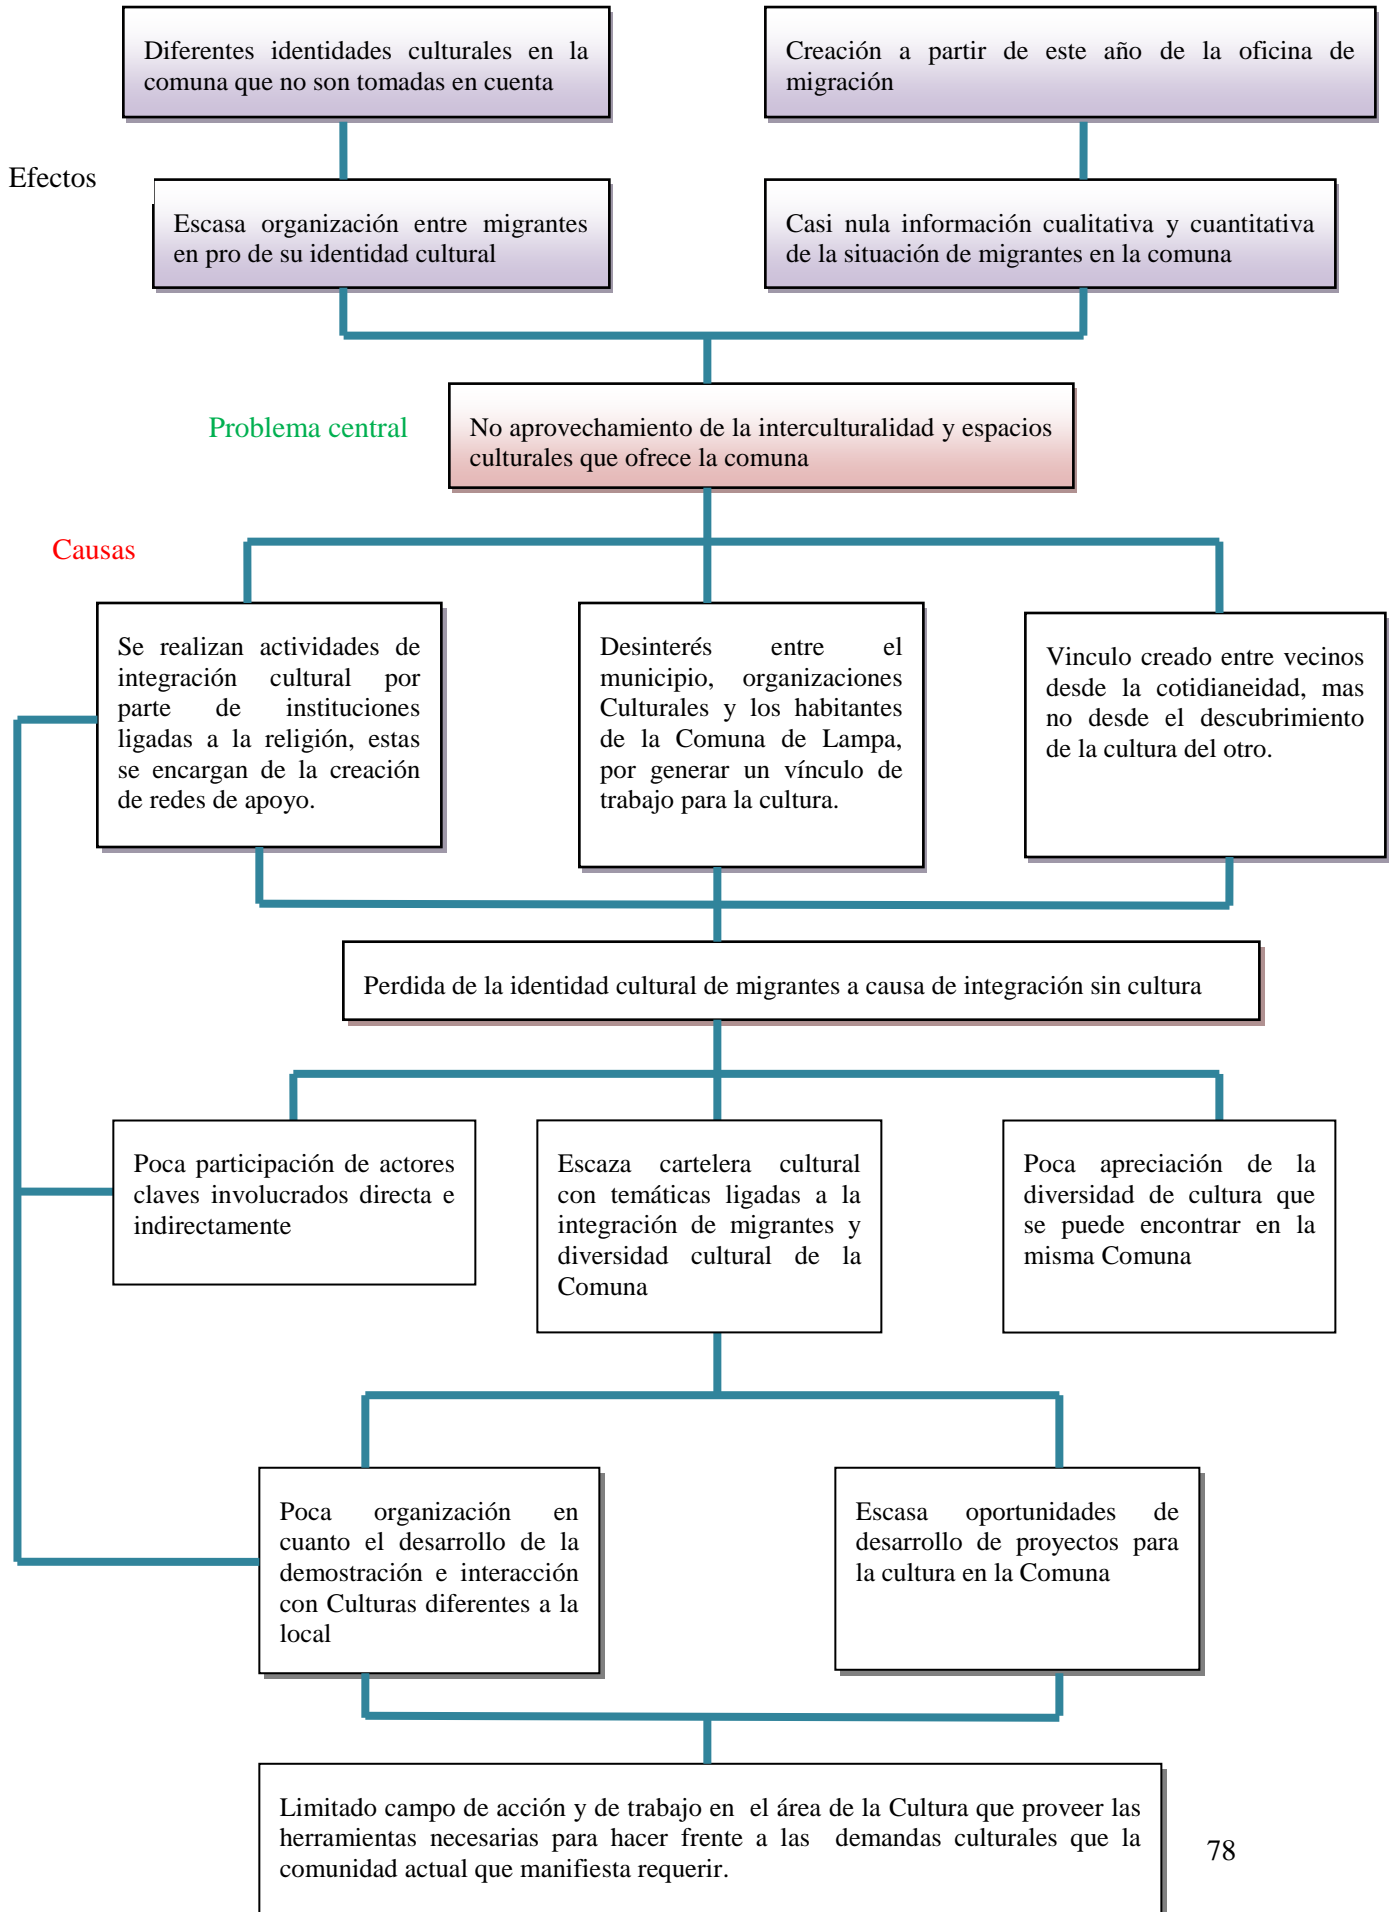 Diferentes identidades culturales en la
comuna que no son tomadas en cuenta
Creación a partir de este año de la oficina de
migración
Efectos
Escasa organización entre migrantes
en pro de su identidad cultural
Casi nula información cualitativa y cuantitativa
de la situación de migrantes en la comuna
Problema central
No aprovechamiento de la interculturalidad y espacios
culturales que ofrece la comuna
Causas
Se realizan actividades de
integración cultural por
parte de instituciones
ligadas a la religión, estas
se encargan de la creación
de redes de apoyo.
Desinterés entre el
municipio, organizaciones
Culturales y los habitantes
de la Comuna de Lampa,
por generar un vínculo de
trabajo para la cultura.
Vinculo creado entre vecinos
desde la cotidianeidad, mas
no desde el descubrimiento
de la cultura del otro.
Perdida de la identidad cultural de migrantes a causa de integración sin cultura
Poca participación de actores
claves involucrados directa e
indirectamente
Escaza cartelera cultural
con temáticas ligadas a la
integración de migrantes y
diversidad cultural de la
Comuna
Poca apreciación de la
diversidad de cultura que
se puede encontrar en la
misma Comuna
Poca organización en
cuanto el desarrollo de la
demostración e interacción
con Culturas diferentes a la
local
Escasa oportunidades de
desarrollo de proyectos para
la cultura en la Comuna
Limitado campo de acción y de trabajo en el área de la Cultura que proveer las
herramientas necesarias para hacer frente a las demandas culturales que la
comunidad actual que manifiesta requerir.
78